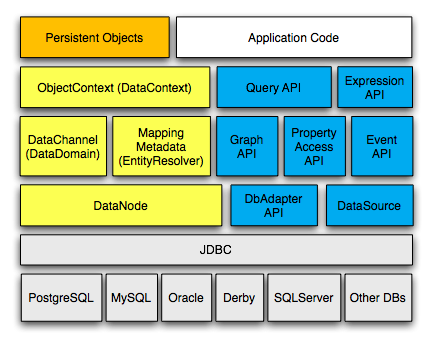 Persistent Objects
Application Code
ObjectContext (DataContext)
Query API
Expression
API
DataChannel
(DataDomain)
Mapping
Metadata
(EntityResolver)
Graph
API
Property
Access
API
Event
API
DataNode
DbAdapter
API
DataSource
JDBC
PostgreSQL
MySQL
Oracle
Derby
SQLServer
Other DBs